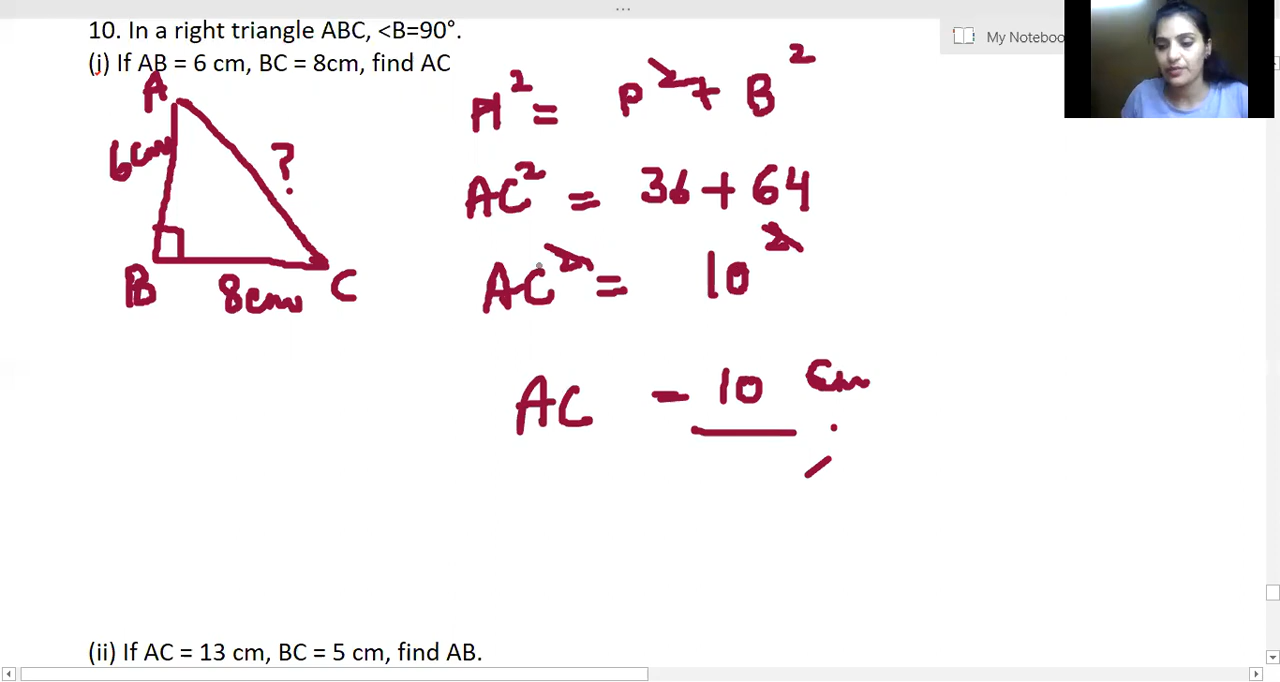 10. In a right triangle ABC, <B=90°.
My Noteboo
(i) If AB = 6 cm, BC = 8cm, find AC
A
6cm
?
B
8cm
C
H² = P² + B²
AC² = 36 + 64
AC² = 10²
AC - 10 cm
(ii) If AC = 13 cm, BC = 5 cm, find AB.